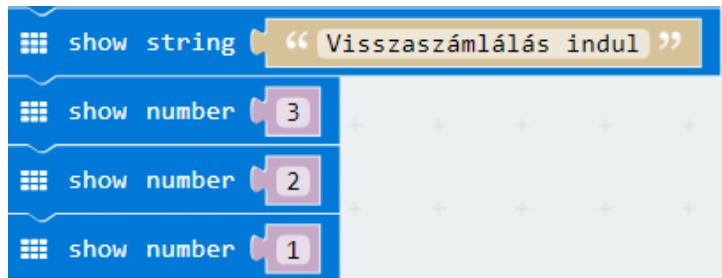 show string “ Visszaszámlálás indul ”
show number 3
show number 2
show number 1